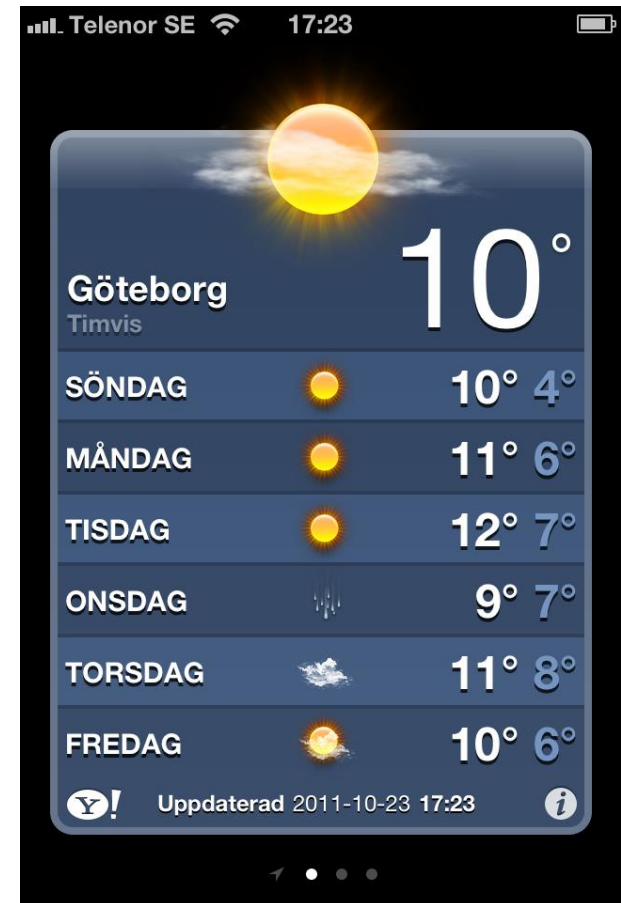 Telenor SE 17:23
10°
Göteborg
Timvis
SÖNDAG 10° 4°
MÅNDAG 11° 6°
TISDAG 12° 7°
ONSDAG 9° 7°
TORSDAG 11° 8°
FREDAG 10° 6°
Y! Uppdaterad 2011-10-23 17:23 i